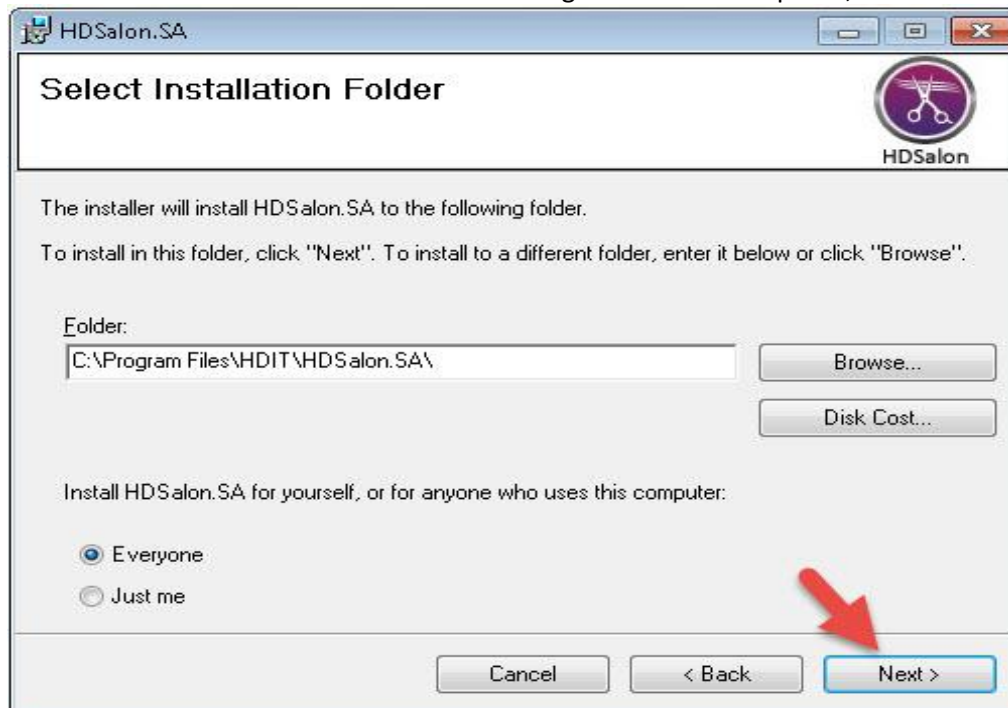 HDSalon.SA
Select Installation Folder
HDSalon
The installer will install HDSalon.SA to the following folder.
To install in this folder, click "Next". To install to a different folder, enter it below or click "Browse".
Folder:
C:\Program Files\HDIT\HDSalon.SA\
Browse...
Disk Cost...
Install HDSalon.SA for yourself, or for anyone who uses this computer:
Everyone
Just me
Cancel
< Back
Next >